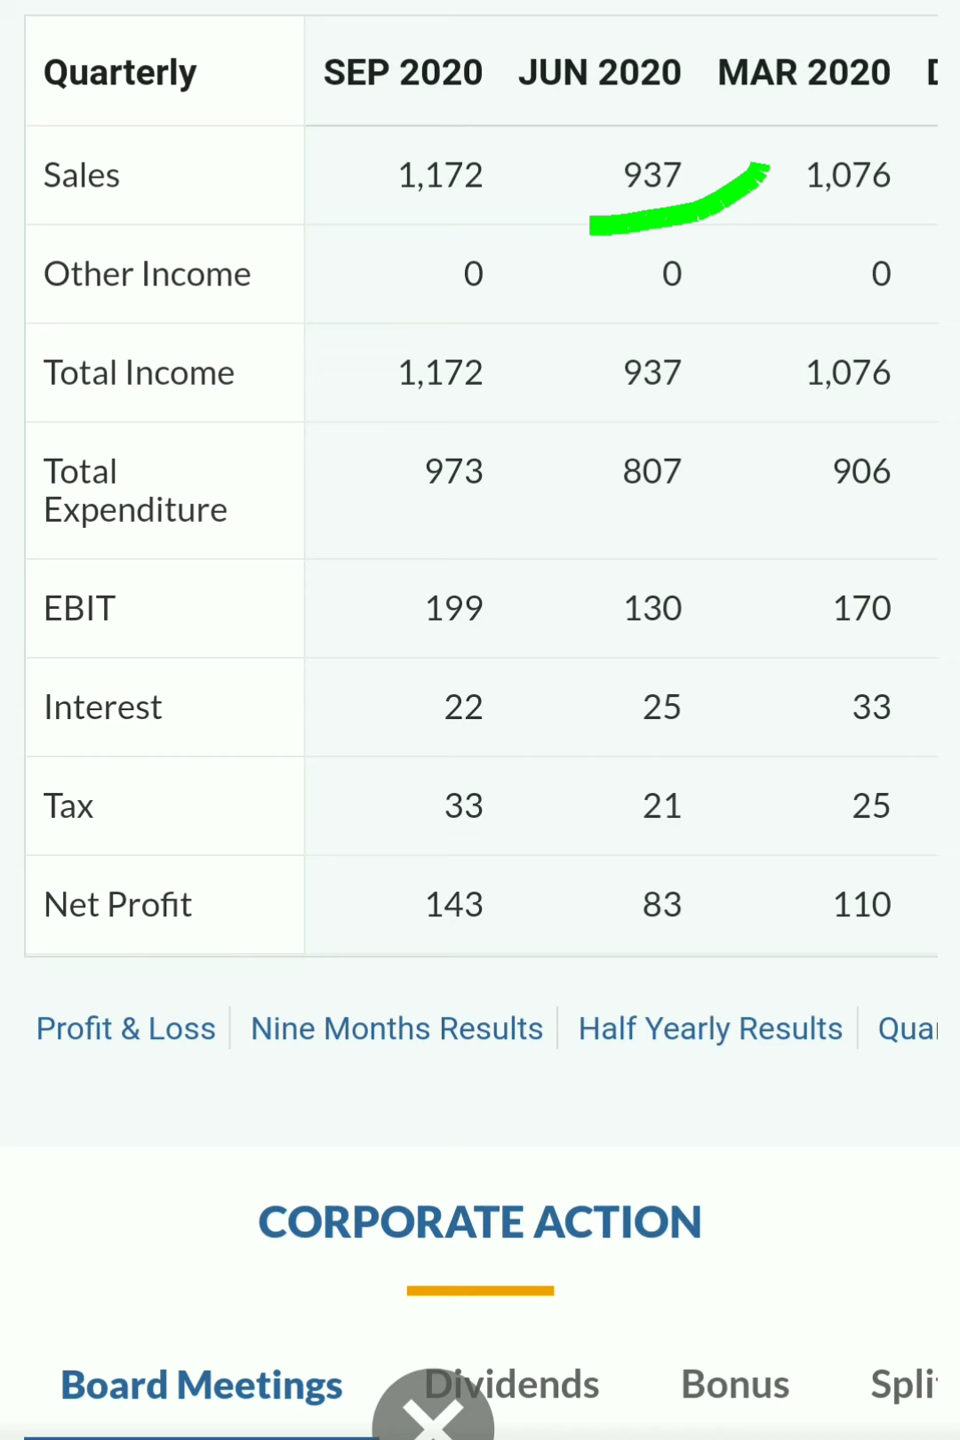 Quarterly SEP 2020 JUN 2020 MAR 2020
Sales 1,172 937 1,076
Other Income 0 0 0
Total Income 1,172 937 1,076
Total
Expenditure 973 807 906
EBIT 199 130 170
Interest 22 25 33
Tax 33 21 25
Net Profit 143 83 110
Profit & Loss Nine Months Results Half Yearly Results
CORPORATE ACTION
Board Meetings Dividends Bonus